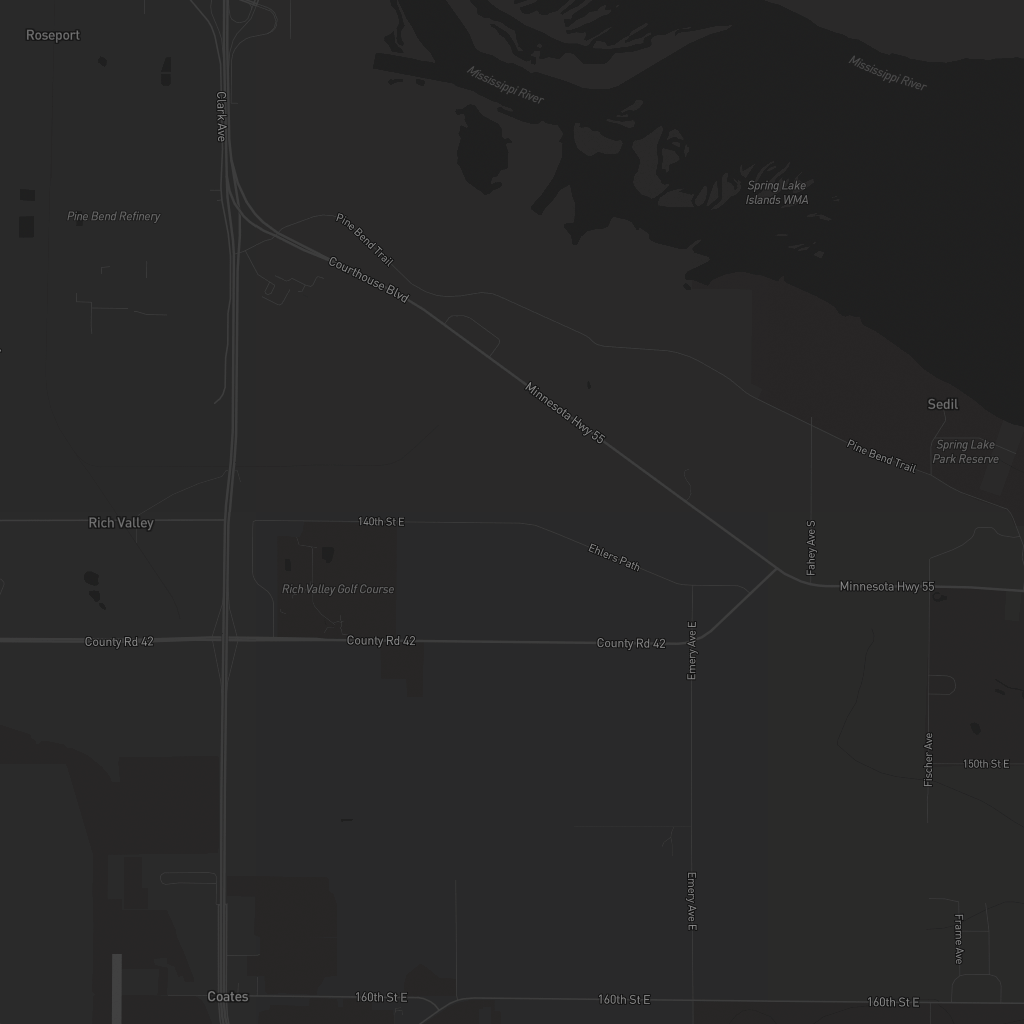 Roseport
Mississippi River
Mississippi River
Clark Ave
Spring Lake
Islands WMA
Pine Bend Refinery
Pine Bend Trail
Courthouse Blvd
Minnesota Hwy 55
Sedil
Pine Bend Trail
Spring Lake
Park Reserve
Rich Valley
140th St E
Fahey Ave S
Ehlers Path
Rich Valley Golf Course
Minnesota Hwy 55
County Rd 42
County Rd 42
County Rd 42
Emery Ave E
Fischer Ave
150th St E
Emery Ave E
Frame Ave
Coates
160th St E
160th St E
160th St E